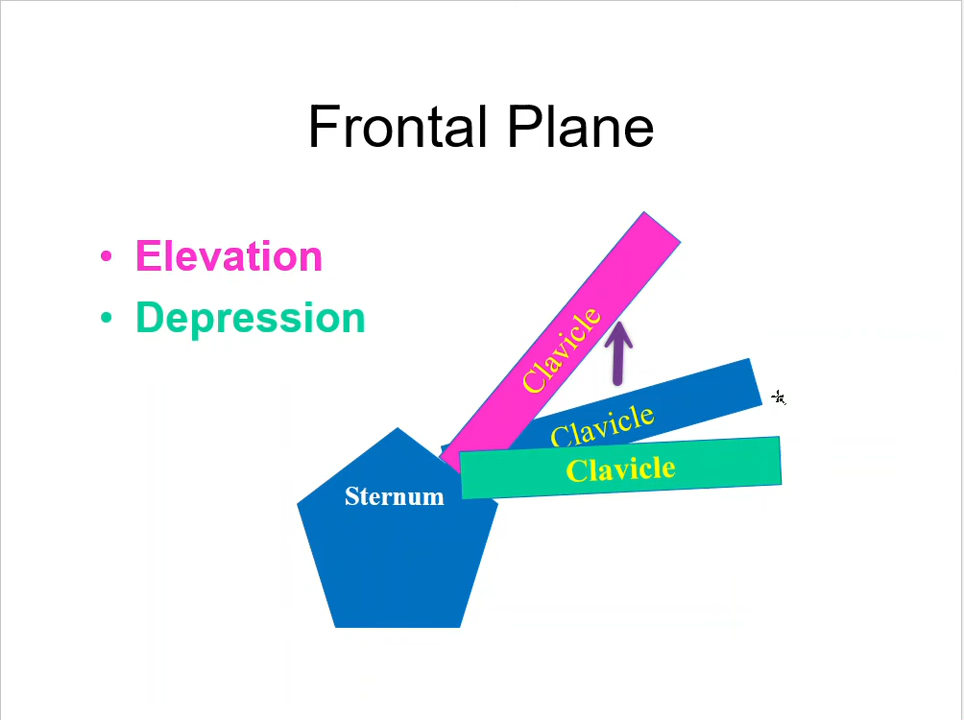 Frontal Plane
• Elevation
• Depression
Clavicle
Clavicle
Clavicle
Sternum